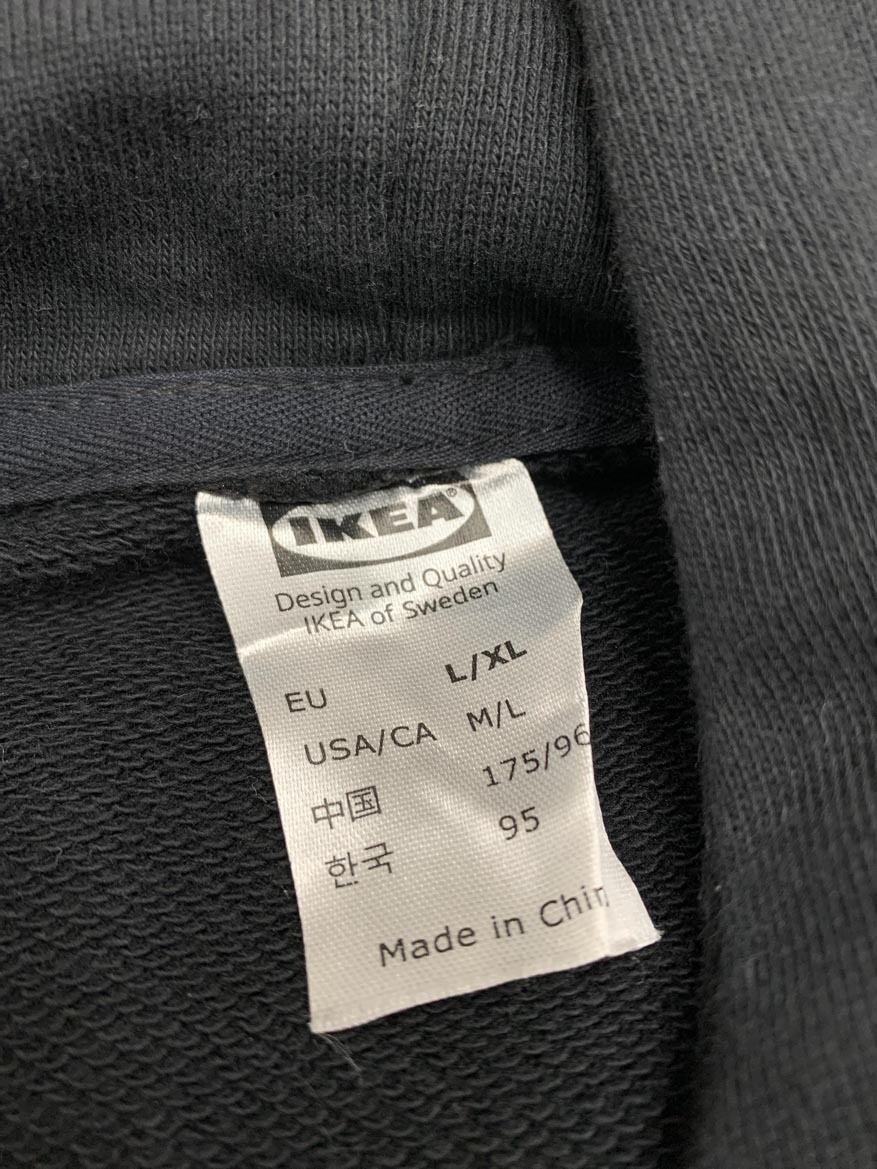 IKEA®
Design and Quality
IKEA of Sweden
EU L/XL
USA/CA M/L
中国 175/96
한국 95
Made in